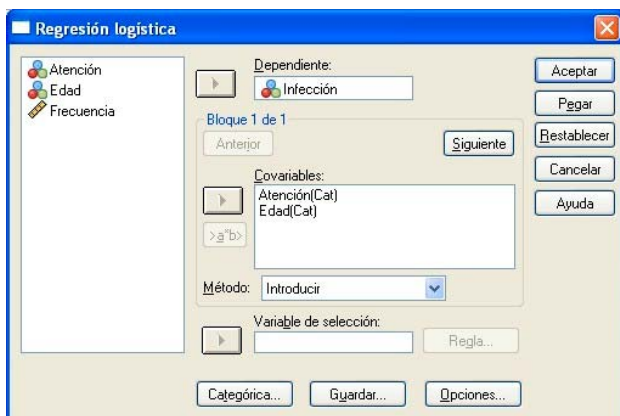 Regresión logística
Atención
Edad
Frecuencia
Dependiente:
Infección
Bloque 1 de 1
Anterior
Siguiente
Covariables:
Atención(Cat)
Edad(Cat)
>a*b>
Método:
Introducir
Variable de selección:
Regla...
Categórica...
Guardar...
Opciones...
Aceptar
Pegar
Restablecer
Cancelar
Ayuda